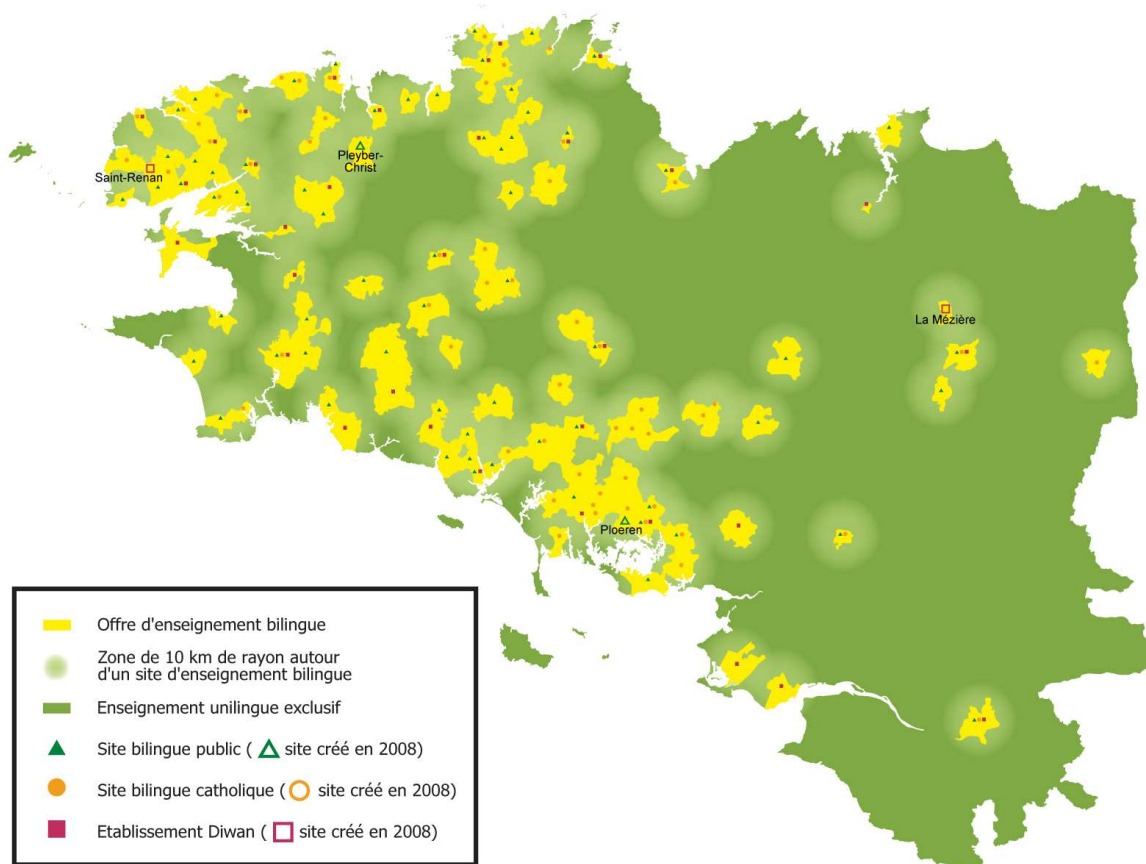 Pleyber-
Christ
Saint-Renan
La Mézière
Ploeren
Offre d'enseignement bilingue
Zone de 10 km de rayon autour
d'un site d'enseignement bilingue
Enseignement unilingue exclusif
Site bilingue public ( site créé en 2008)
Site bilingue catholique ( site créé en 2008)
Etablissement Diwan ( site créé en 2008)